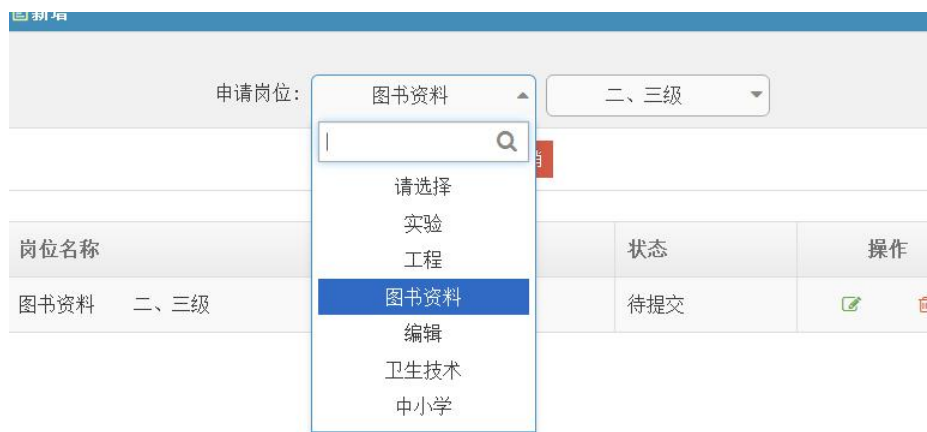 新增
申请岗位: 图书资料 二、三级
请选择
实验
工程
图书资料
编辑
卫生技术
中小学
岗位名称 状态 操作
图书资料 二、三级 待提交